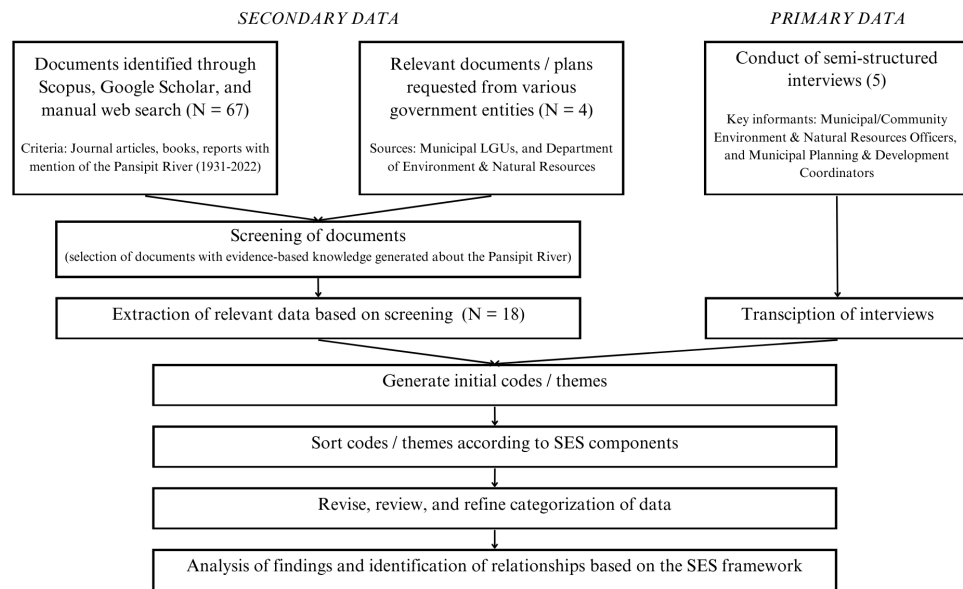 SECONDARY DATA
PRIMARY DATA
Documents identified through
Scopus, Google Scholar, and
manual web search (N = 67)
Criteria: Journal articles, books, reports with
mention of the Pansipit River (1931-2022)
Relevant documents / plans
requested from various
government entities (N = 4)
Sources: Municipal LGUs, and Department
of Environment & Natural Resources
Conduct of semi-structured
interviews (5)
Key informants: Municipal/Community
Environment & Natural Resources Officers,
and Municipal Planning & Development
Coordinators
Screening of documents
(selection of documents with evidence-based knowledge generated about the Pansipit River)
Extraction of relevant data based on screening (N = 18)
Transciption of interviews
Generate initial codes / themes
Sort codes / themes according to SES components
Revise, review, and refine categorization of data
Analysis of findings and identification of relationships based on the SES framework